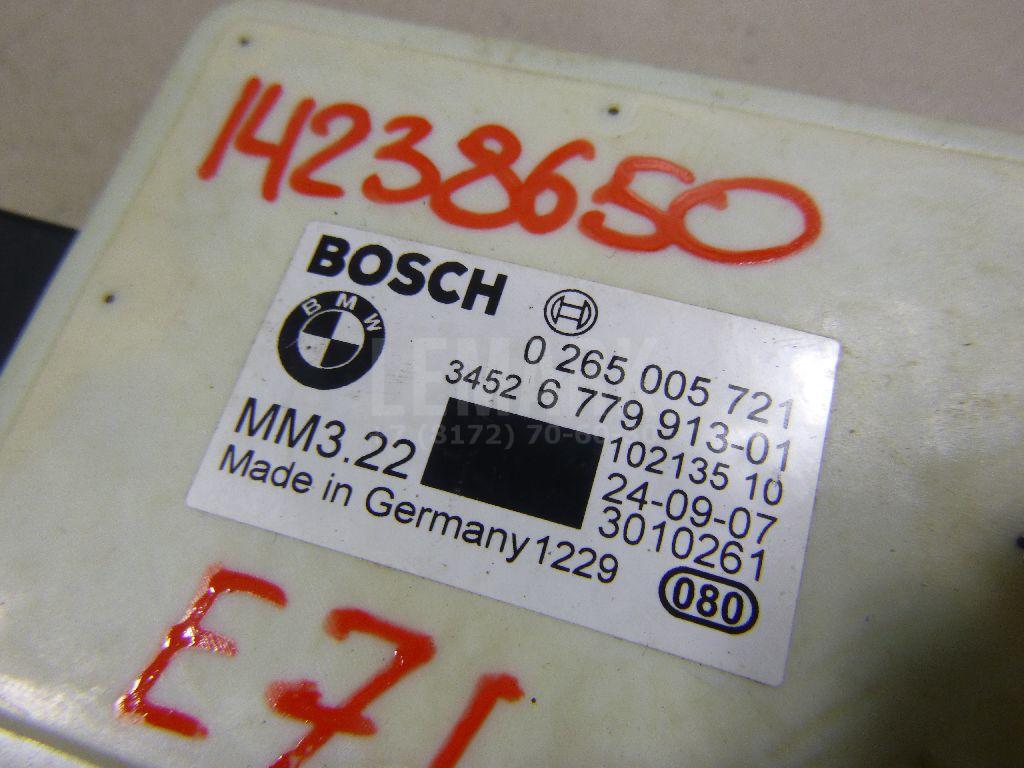 14238650
BOSCH
BMW
0 265 005 721
3452 6 779 913-01
MM3.22
102135 10
24-09-07
3010261
Made in Germany 1229
080
E71